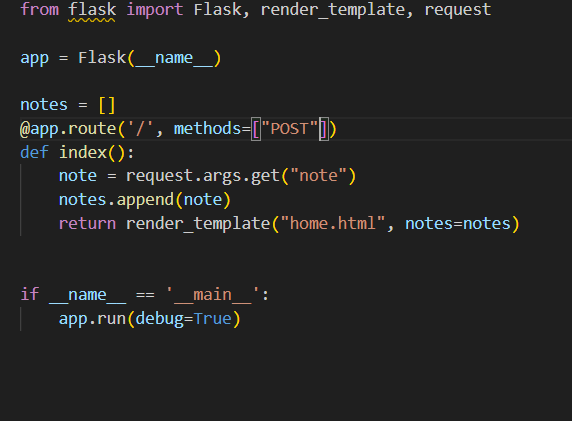 from flask import Flask, render_template, request
app = Flask(__name__)
notes = []
@app.route('/', methods=["POST"])
def index():
    note = request.args.get("note")
    notes.append(note)
    return render_template("home.html", notes=notes)
if __name__ == '__main__':
    app.run(debug=True)